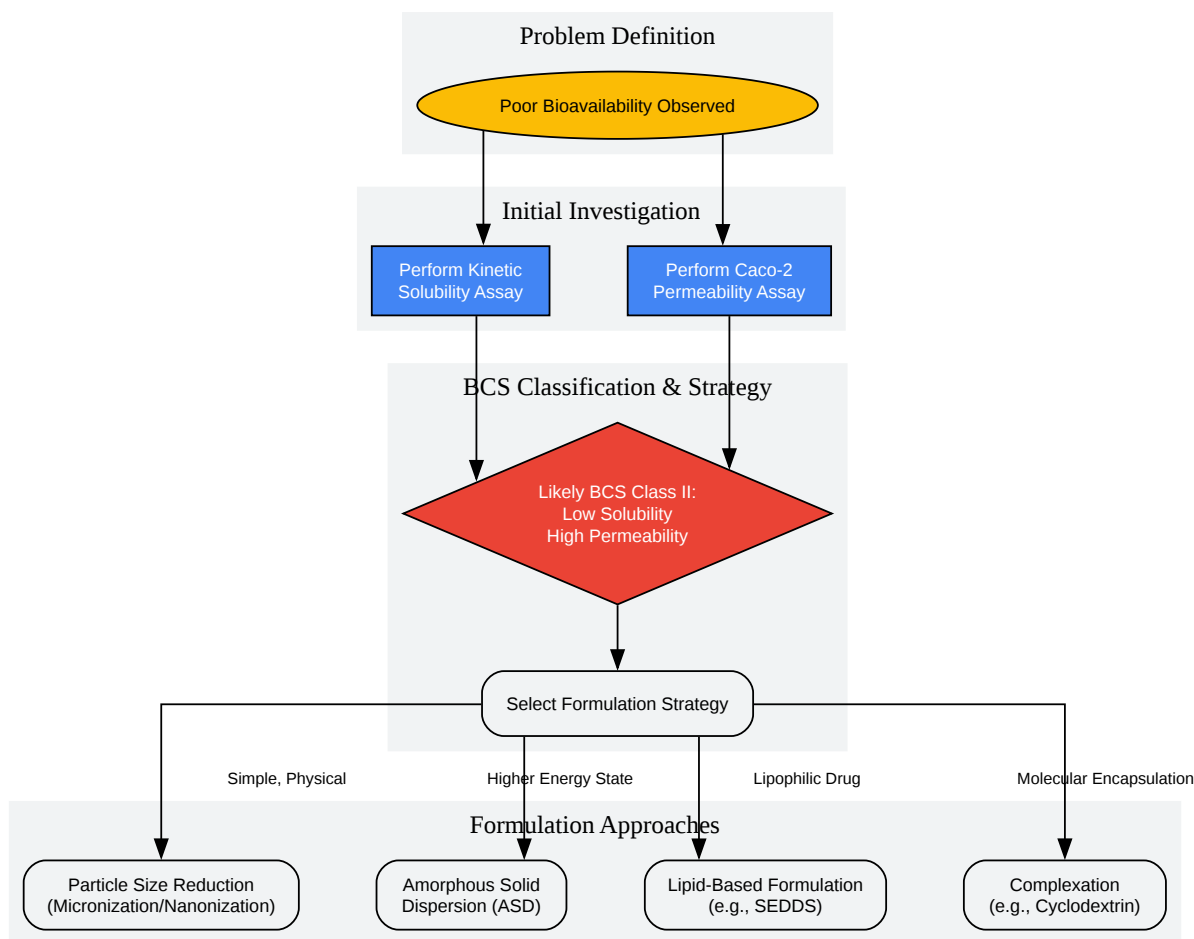 Problem Definition
Poor Bioavailability Observed
Initial Investigation
Perform Kinetic
Solubility Assay
Perform Caco-2
Permeability Assay
BCS Classification & Strategy
Likely BCS Class II:
Low Solubility
High Permeability
Select Formulation Strategy
Simple, Physical
Higher Energy State
Lipophilic Drug
Molecular Encapsulation
Formulation Approaches
Particle Size Reduction
(Micronization/Nanonization)
Amorphous Solid
Dispersion (ASD)
Lipid-Based Formulation
(e.g., SEDDS)
Complexation
(e.g., Cyclodextrin)